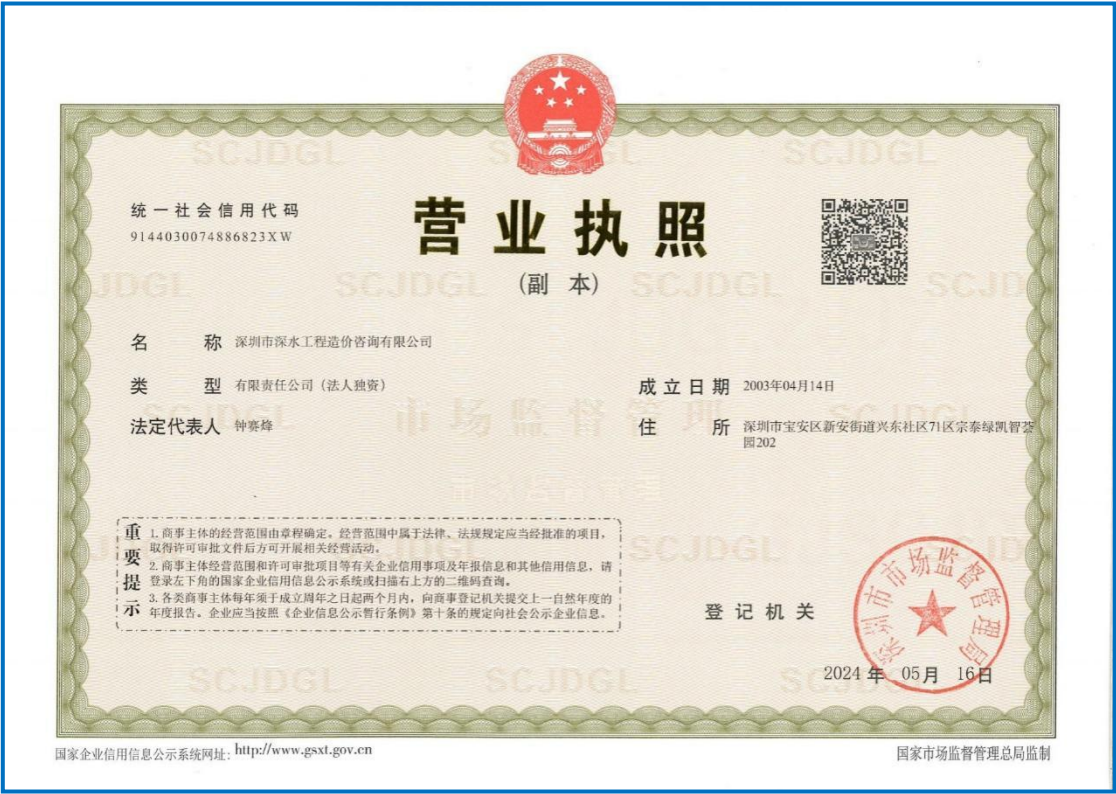 统一社会信用代码
9144030074886823XW
营业执照
(副 本)
名 称 深圳市深水工程造价咨询有限公司
类 型 有限责任公司（法人独资）
法定代表人 钟赛烽
成立日期 2003年04月14日
住 所 深圳市宝安区新安街道兴东社区71区宗泰绿凯智荟
园202
重要提示
1.商事主体的经营范围由章程确定。经营范围中属于法律、法规规定应当经批准的项目，
取得许可审批文件后方可开展相关经营活动。
2.商事主体经营范围和许可审批项目等有关企业信用事项及年报信息和其他信用信息，请
登录左下角的国家企业信用信息公示系统或扫描右上方的二维码查询。
3.各类商事主体每年须于成立周年之日起两个月内，向商事登记机关提交上一自然年度的
年度报告。企业应当按照《企业信息公示暂行条例》第十条的规定向社会公示企业信息。
登记机关
深圳市市场监督管理局
2024 年 05月 16日
国家企业信用信息公示系统网址：http://www.gsxt.gov.cn
国家市场监督管理总局监制
SCJDGL
市场监督管理